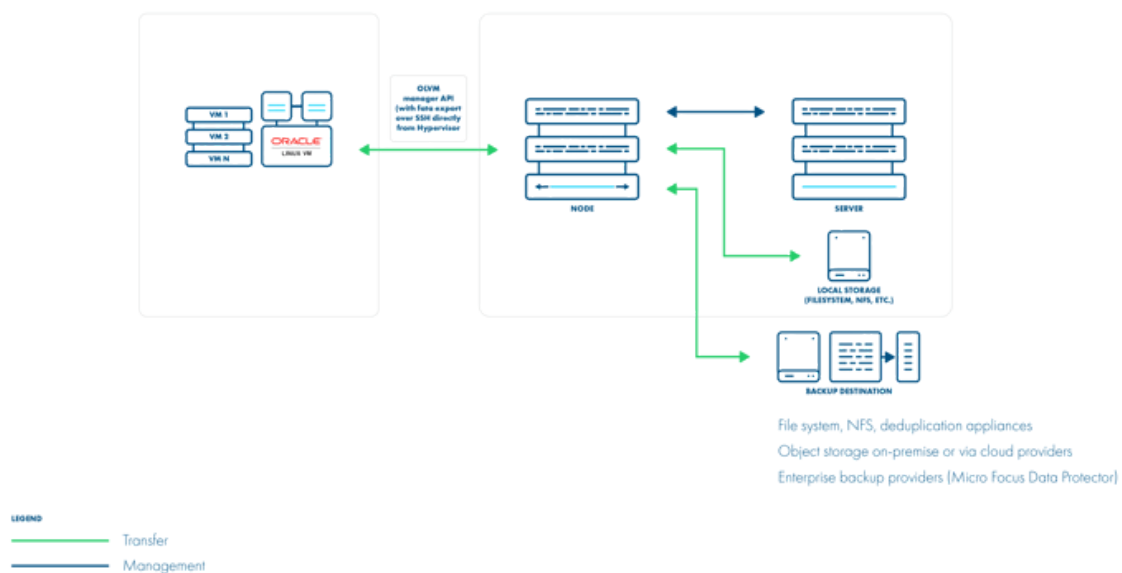 OLVM
manager API
(with fata export
over SSH directly
from Hypervizor
VM 1
VM 2
VM N
ORACLE
LINUX VM
NODE
SERVER
LOCAL STORAGE
(FILESYSTEM, NFS, ETC.)
BACKUP DESTINATION
File system, NFS, deduplication appliances
Object storage on-premise or via cloud providers
Enterprise backup providers (Micro Focus Data Protector)
LEGEND
Transfer
Management